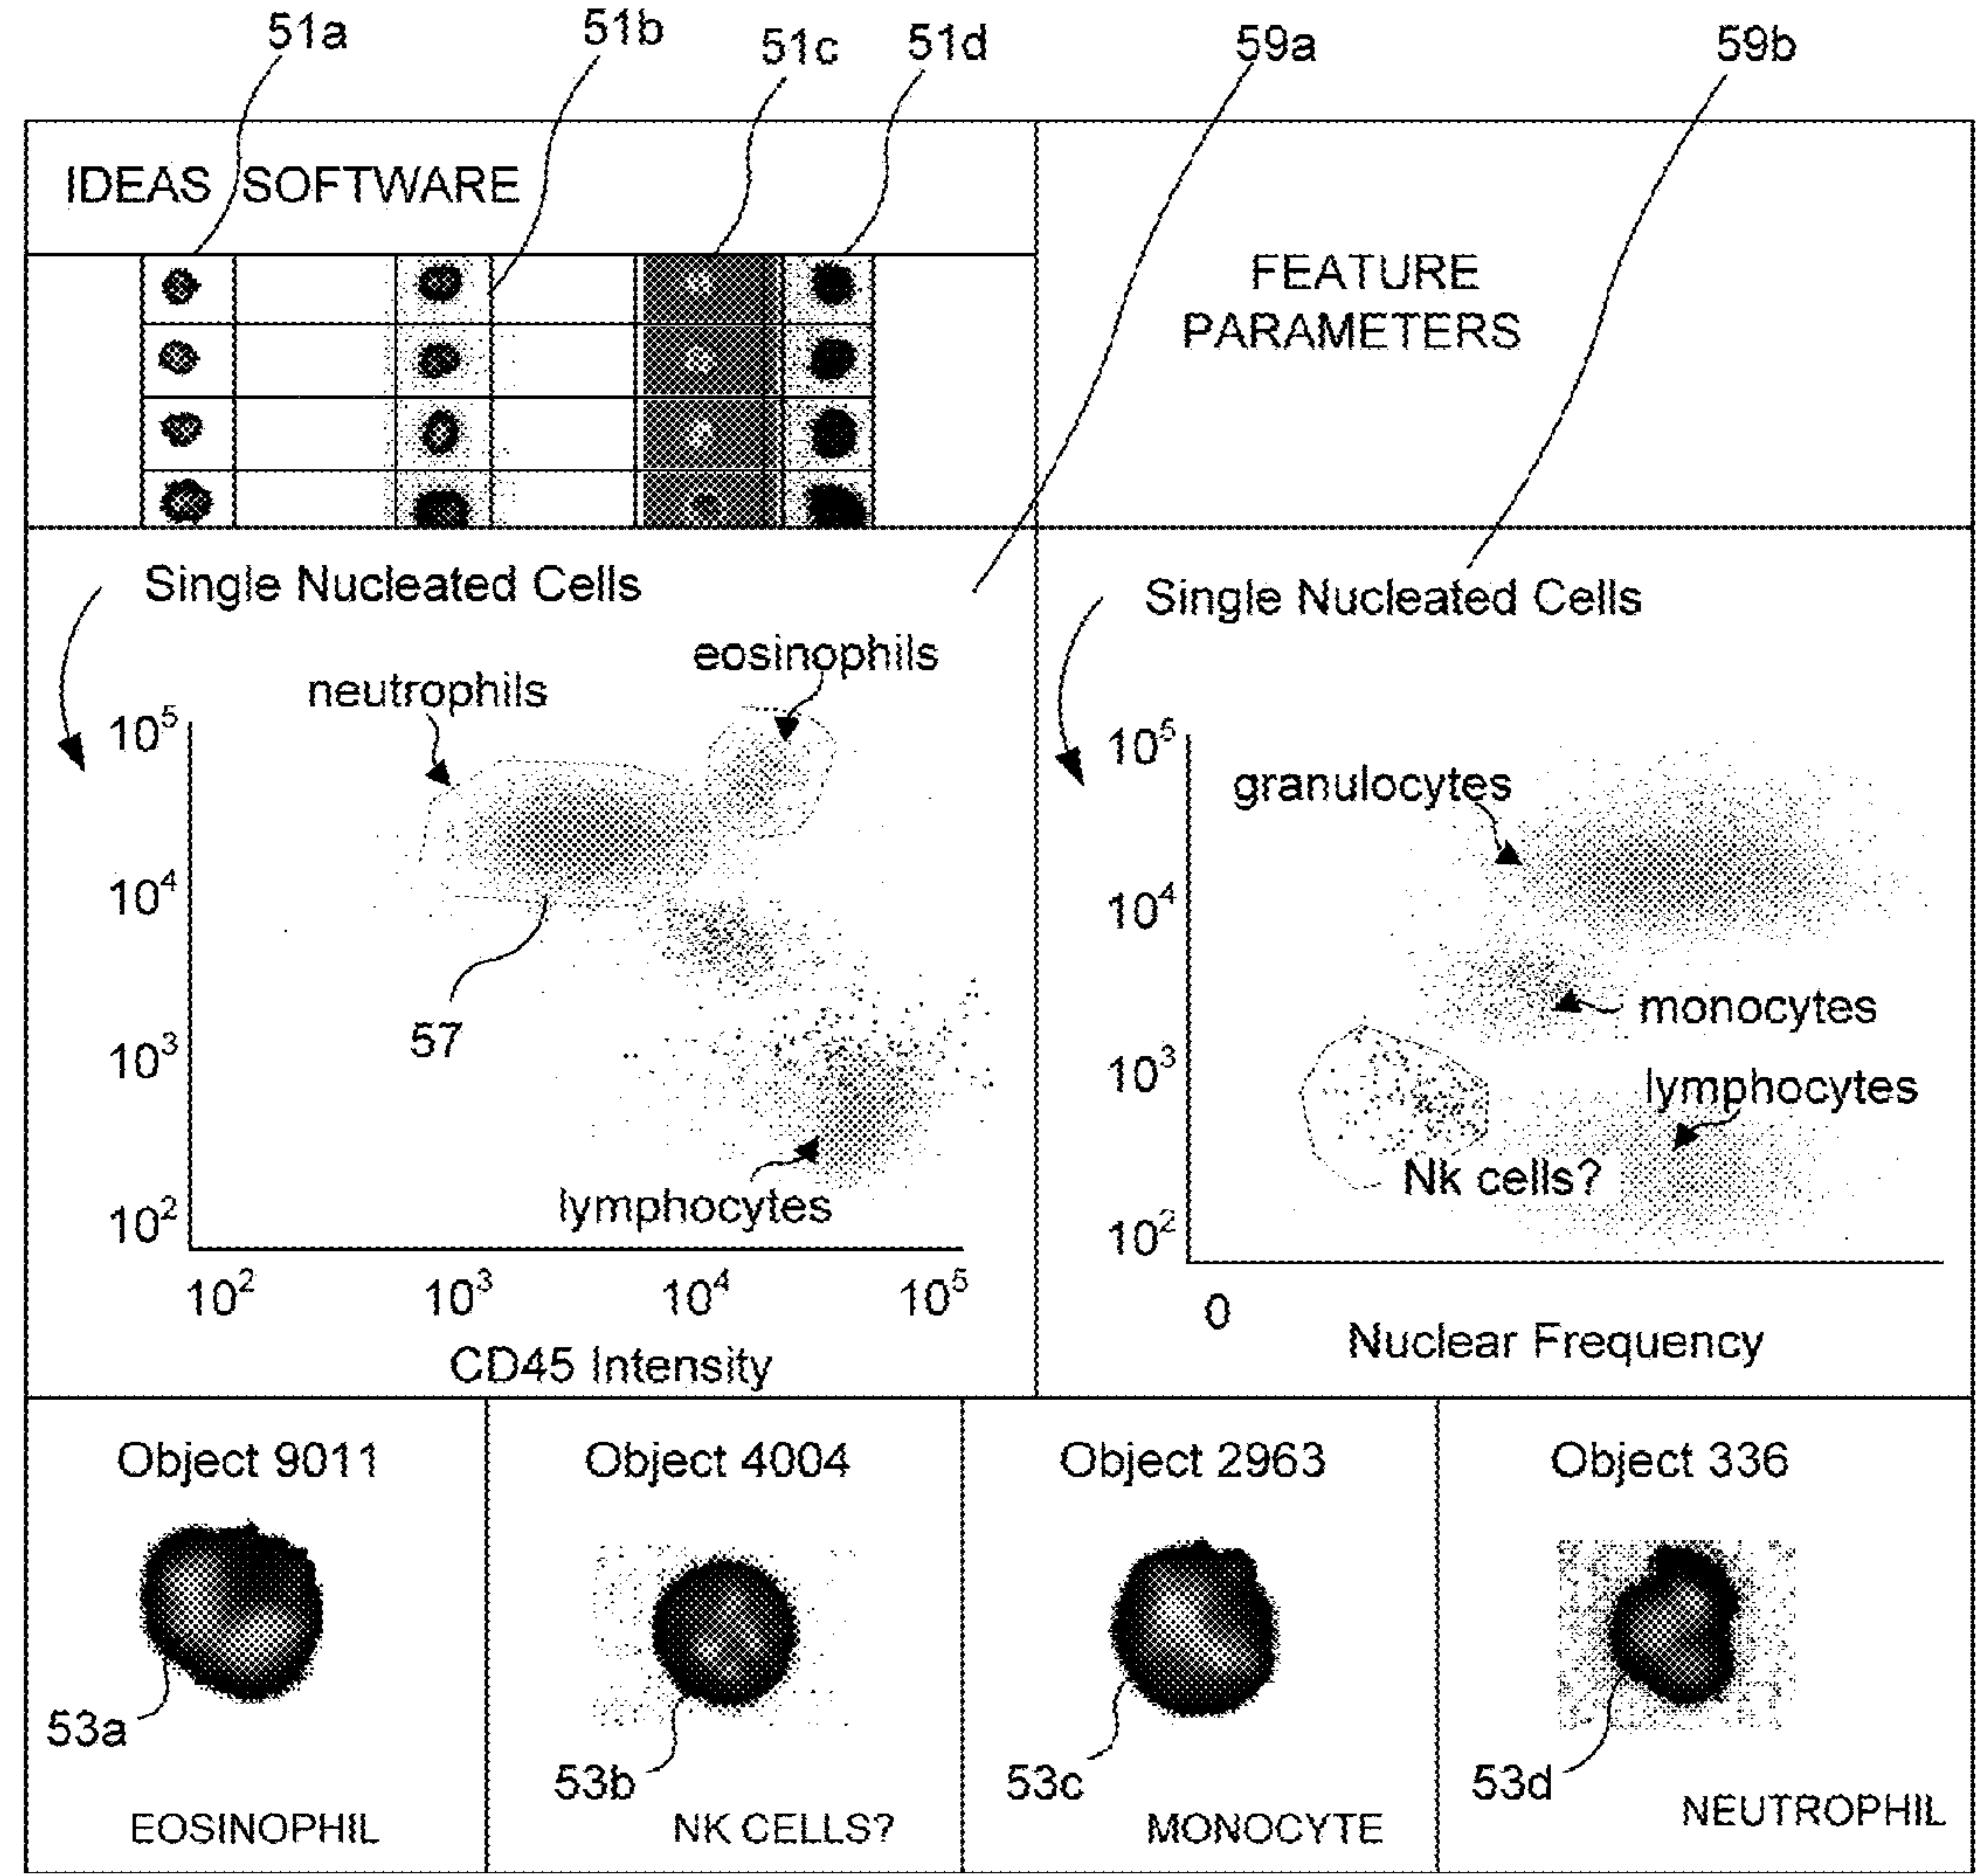 51a
51b
51c
51d
59a
59b
IDEAS SOFTWARE
FEATURE
PARAMETERS
Single Nucleated Cells
neutrophils
eosinophils
10⁵
10⁴
57
10³
lymphocytes
10²
10² 10³ 10⁴ 10⁵
CD45 Intensity
Single Nucleated Cells
10⁵
granulocytes
10⁴
monocytes
10³
lymphocytes
Nk cells?
10²
0
Nuclear Frequency
Object 9011
53a
EOSINOPHIL
Object 4004
53b
NK CELLS?
Object 2963
53c
MONOCYTE
Object 336
53d
NEUTROPHIL